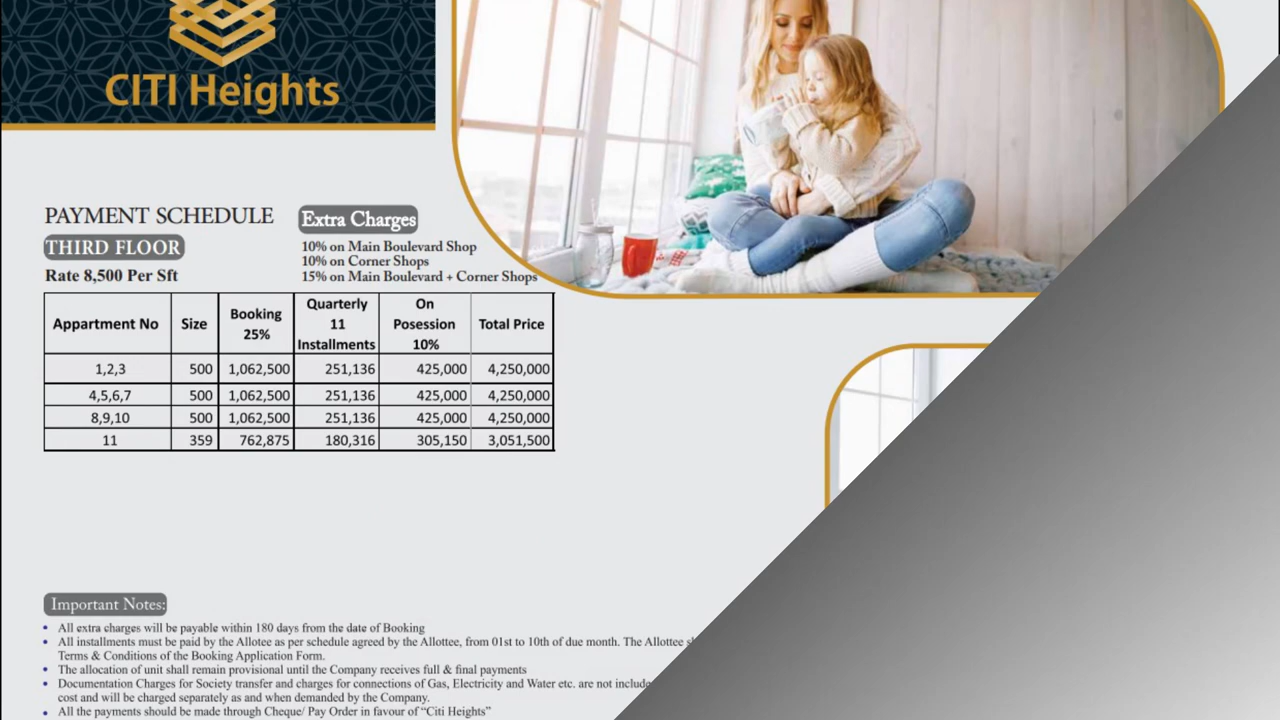 CITI Heights
PAYMENT SCHEDULE
THIRD FLOOR
Rate 8,500 Per Sft
Extra Charges
10% on Main Boulevard Shop
10% on Corner Shops
15% on Main Boulevard + Corner Shops
Appartment No Size Booking 25% Quarterly 11 Installments On Posession 10% Total Price
1,2,3 500 1,062,500 251,136 425,000 4,250,000
4,5,6,7 500 1,062,500 251,136 425,000 4,250,000
8,9,10 500 1,062,500 251,136 425,000 4,250,000
11 359 762,875 180,316 305,150 3,051,500
Important Notes:
• All extra charges will be payable within 180 days from the date of Booking
• All installments must be paid by the Allotee as per schedule agreed by the Allottee, from 01st to 10th of due month. The Allottee
Terms & Conditions of the Booking Application Form.
• The allocation of unit shall remain provisional until the Company receives full & final payments
• Documentation Charges for Society transfer and charges for connections of Gas, Electricity and Water etc. are not
cost and will be charged separately as and when demanded by the Company.
• All the payments should be made through Cheque/ Pay Order in favour of “Citi Heights”